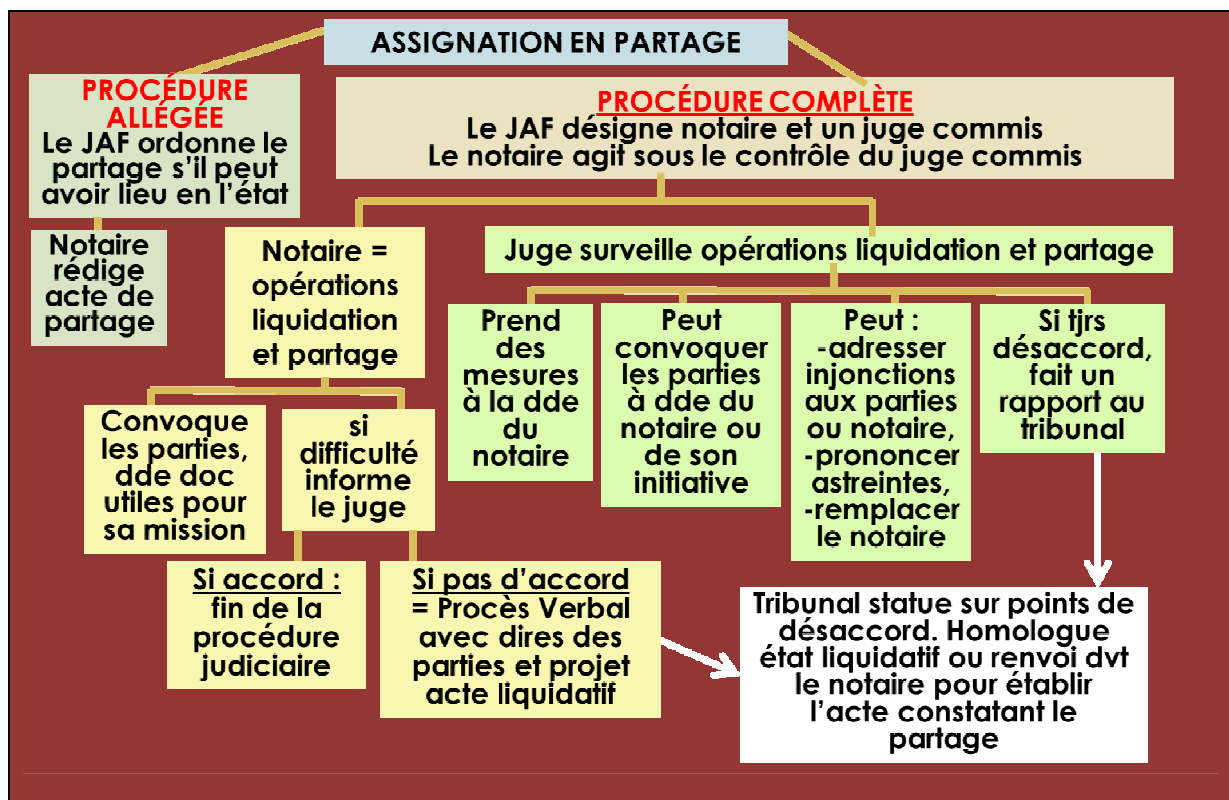 ASSIGNATION EN PARTAGE
PROCÉDURE
ALLÉGÉE
Le JAF ordonne le
partage s’il peut
avoir lieu en l’état
PROCÉDURE COMPLÈTE
Le JAF désigne notaire et un juge commis
Le notaire agit sous le contrôle du juge commis
Notaire
rédige
acte de
partage
Notaire =
opérations
liquidation
et partage
Juge surveille opérations liquidation et partage
Prend
des
mesures
à la dde
du
notaire
Peut
convoquer
les parties
à dde du
notaire ou
de son
initiative
Peut :
-adresser
injonctions
aux parties
ou notaire,
-prononcer
astreintes,
-remplacer
le notaire
Si tjrs
désaccord,
fait un
rapport au
tribunal
Convoque
les parties,
dde doc
utiles pour
sa mission
si
difficulté
informe
le juge
Si accord :
fin de la
procédure
judiciaire
Si pas d’accord
= Procès Verbal
avec dires des
parties et projet
acte liquidatif
Tribunal statue sur points de
désaccord. Homologue
état liquidatif ou renvoi dvt
le notaire pour établir
l’acte constatant le
partage